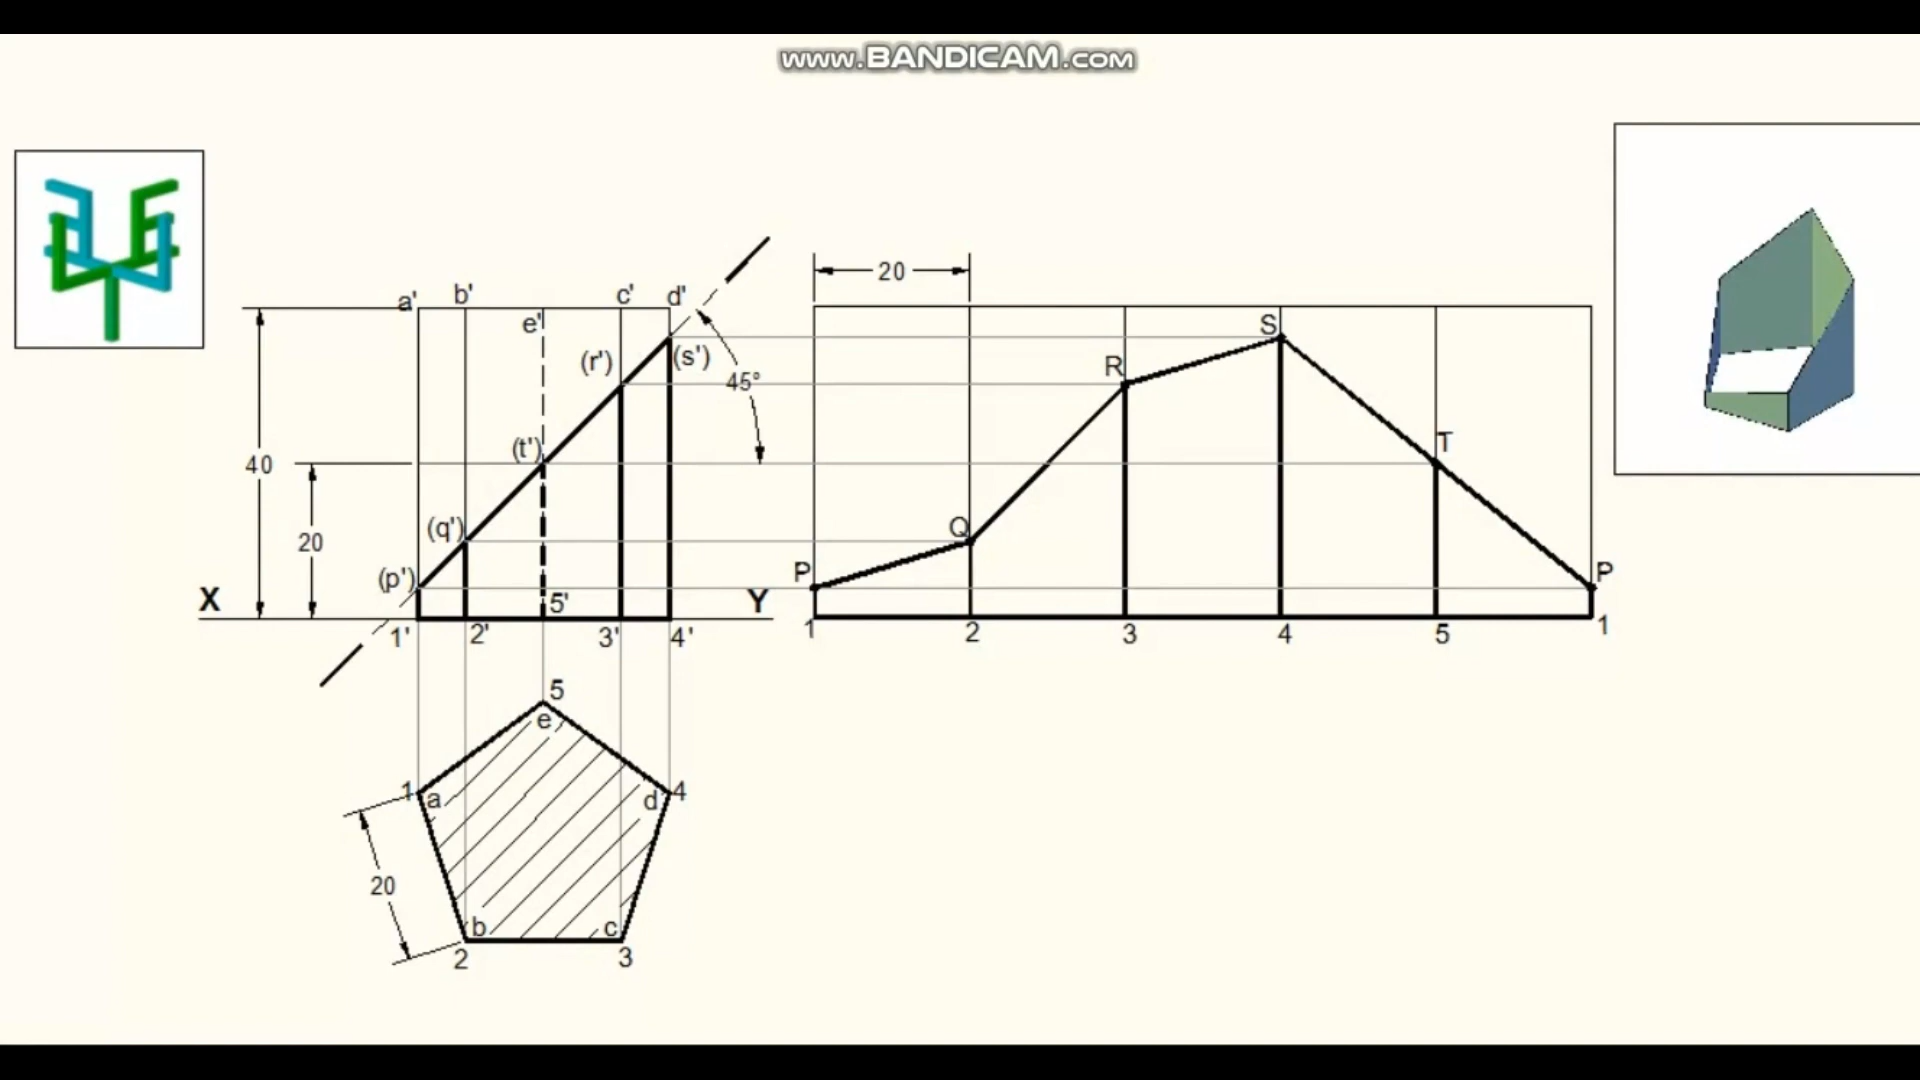 www.BANDICAM.com
20
a' b' c' d'
e'
(r') (s')
S
R
45°
(t')
T
40
20
(q')
Q
(p')
P P
X 5' Y
1' 2' 3' 4'
1 2 3 4 5 1
5
e
1 a d 4
20
b c
2 3